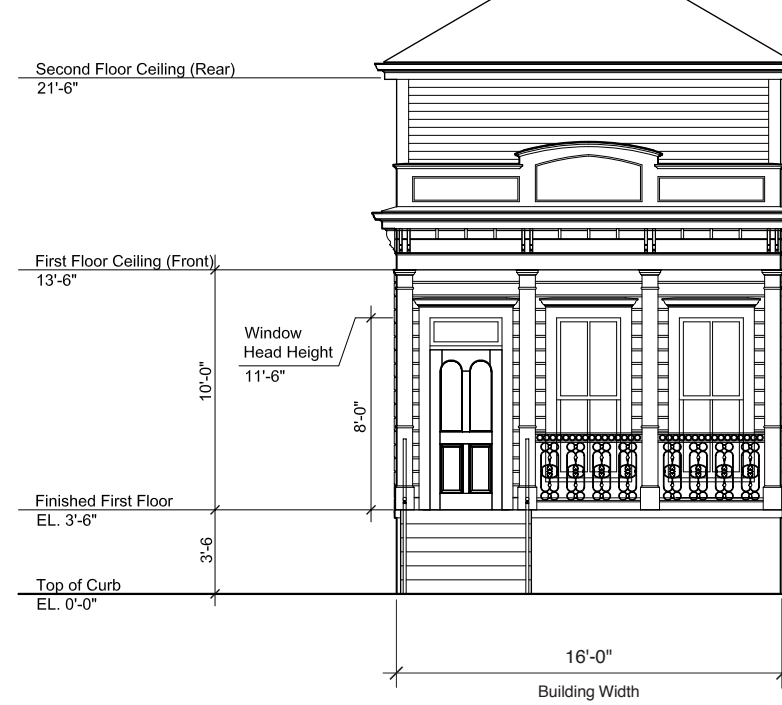 Second Floor Ceiling (Rear)
21'-6"
First Floor Ceiling (Front)
13'-6"
Window
Head Height
11'-6"
10'-0"
8'-0"
Finished First Floor
EL. 3'-6"
3'-6
Top of Curb
EL. 0'-0"
16'-0"
Building Width